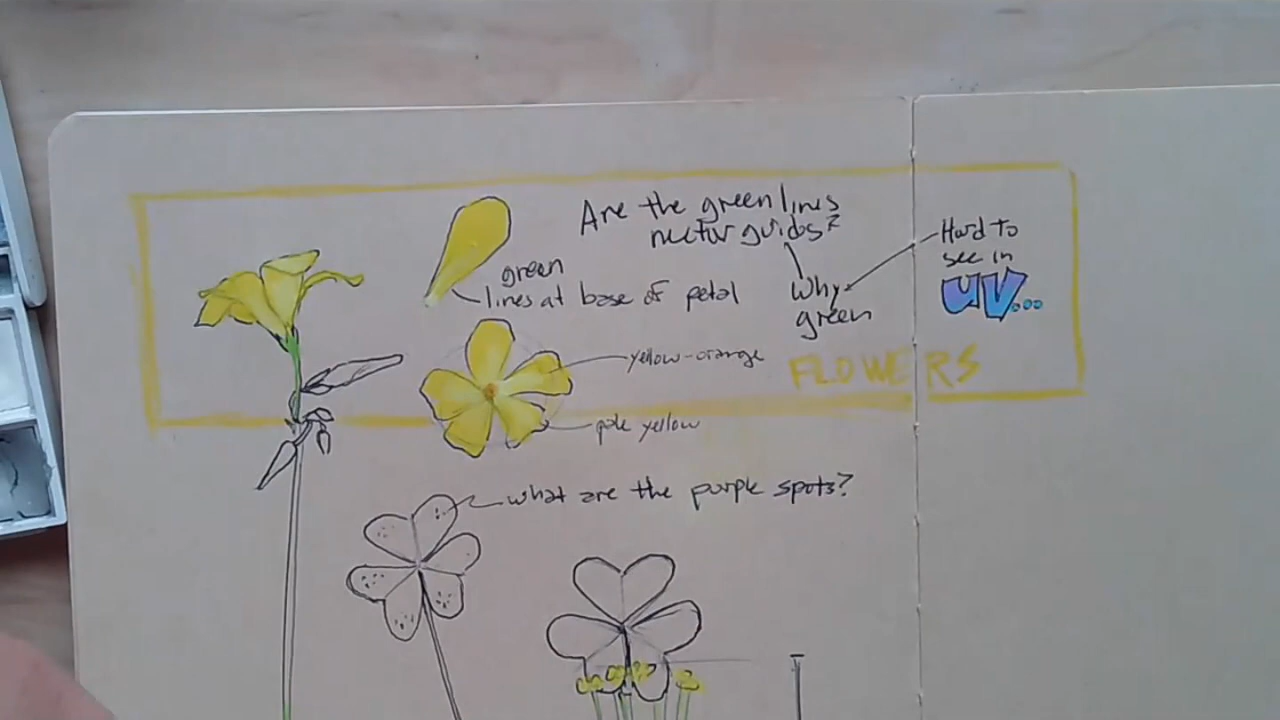 Are the green lines
nectar guids?
green
lines at base of petal
Why
green
Hard to
see in
UV...
yellow-orange
FLOWERS
pale yellow
what are the purple spots?